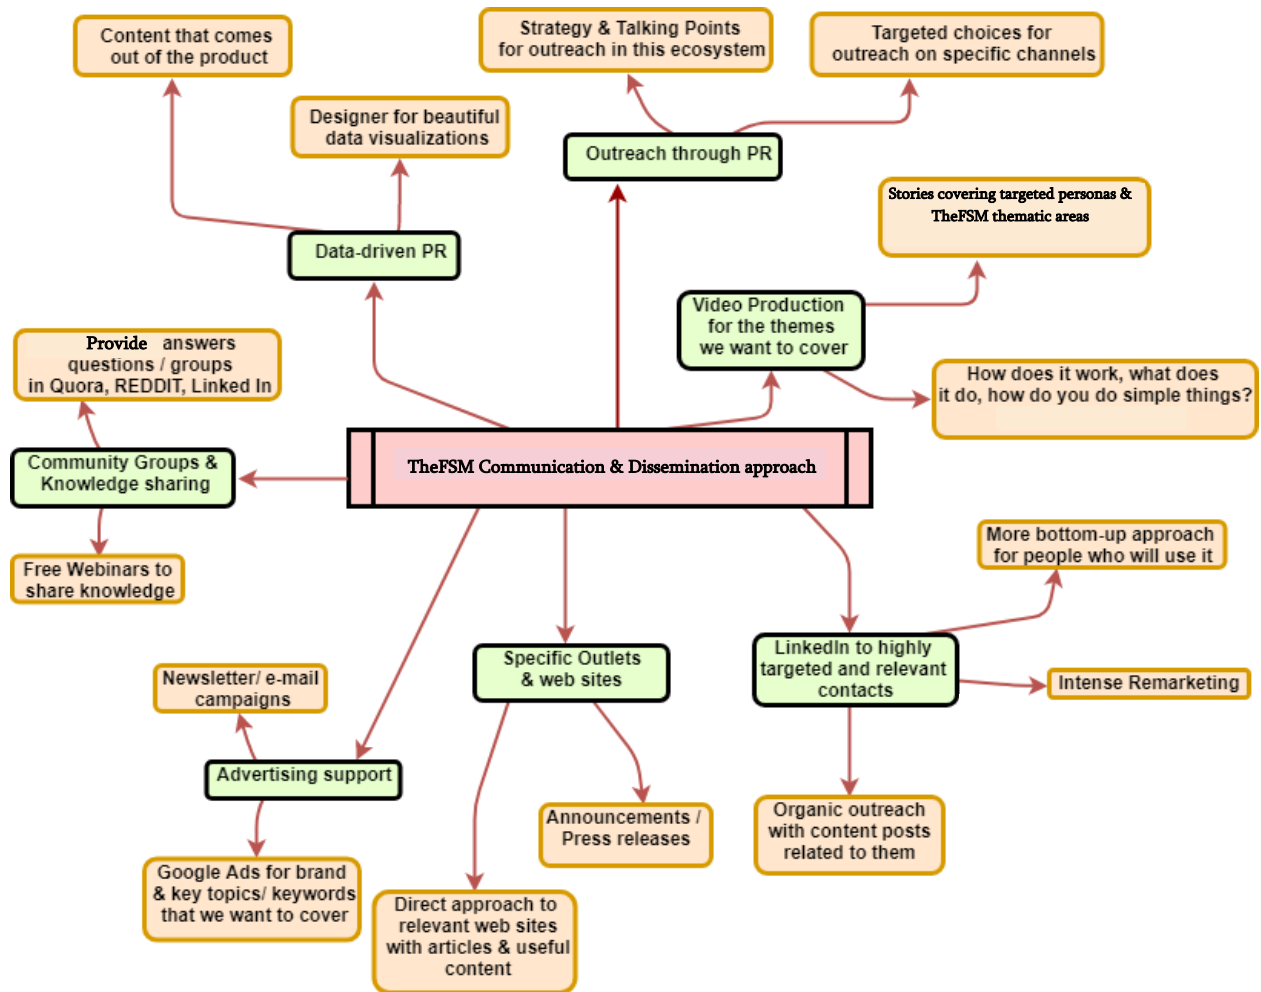 Content that comes
out of the product
Strategy & Talking Points
for outreach in this ecosystem
Targeted choices for
outreach on specific channels
Designer for beautiful
data visualizations
Outreach through PR
Data-driven PR
Stories covering targeted personas &
TheFSM thematic areas
Video Production
for the themes
we want to cover
Provide answers
questions / groups
in Quora, REDDIT, Linked In
How does it work, what does
it do, how do you do simple things?
Community Groups &
Knowledge sharing
TheFSM Communication & Dissemination approach
Free Webinars to
share knowledge
More bottom-up approach
for people who will use it
Newsletter/ e-mail
campaigns
Specific Outlets
& web sites
LinkedIn to highly
targeted and relevant
contacts
Intense Remarketing
Advertising support
Announcements /
Press releases
Organic outreach
with content posts
related to them
Google Ads for brand
& key topics/ keywords
that we want to cover
Direct approach to
relevant web sites
with articles & useful
content